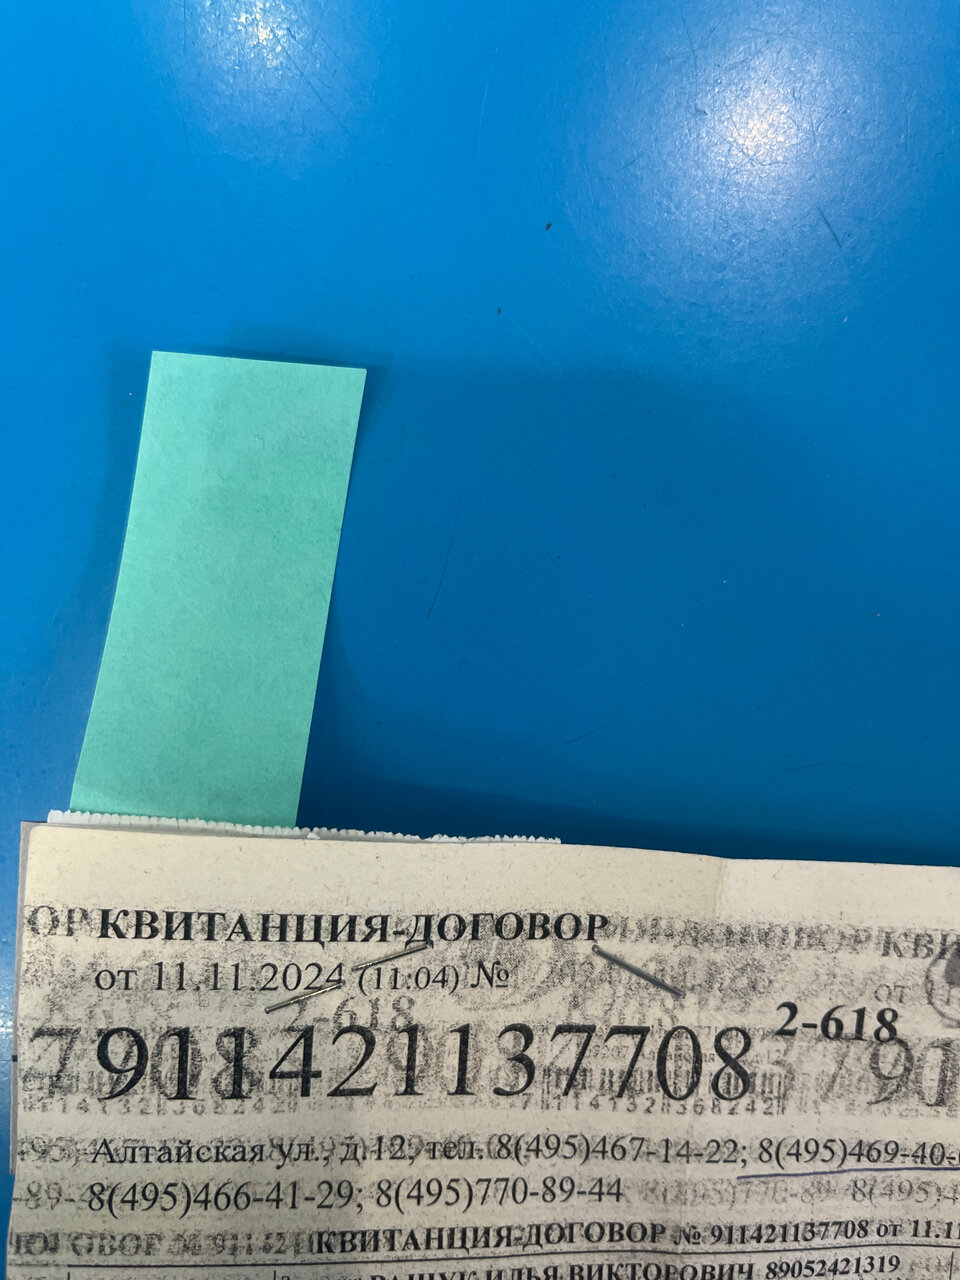 КВИТАНЦИЯ-ДОГОВОР
от 11.11.2024 (11:04) №
911421137708 2-618
Алтайская ул., д.12, тел. 8(495)467-14-22; 8(495)469-40-
8(495)466-41-29; 8(495)770-89-44
КВИТАНЦИЯ-ДОГОВОР № 911421137708 от 11.11
ИЛЬЯ ВИКТОРОВИЧ 89052421319